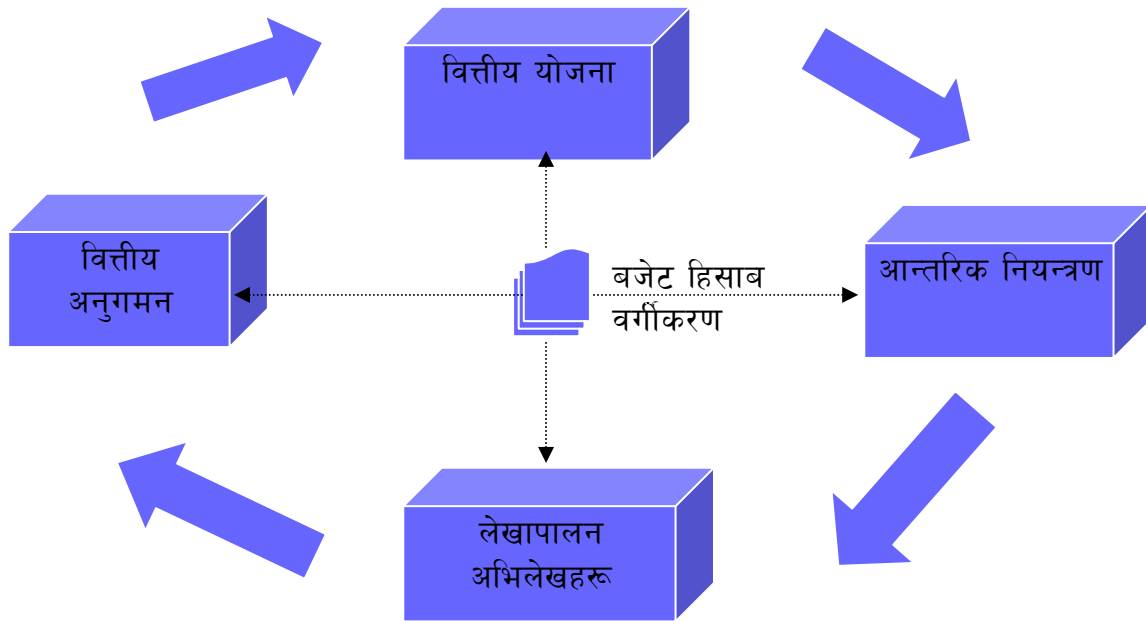 वित्तीय योजना
वित्तीय
अनुगमन
बजेट हिसाब
वर्गीकरण
आन्तरिक नियन्त्रण
लेखापालन
अभिलेखहरू